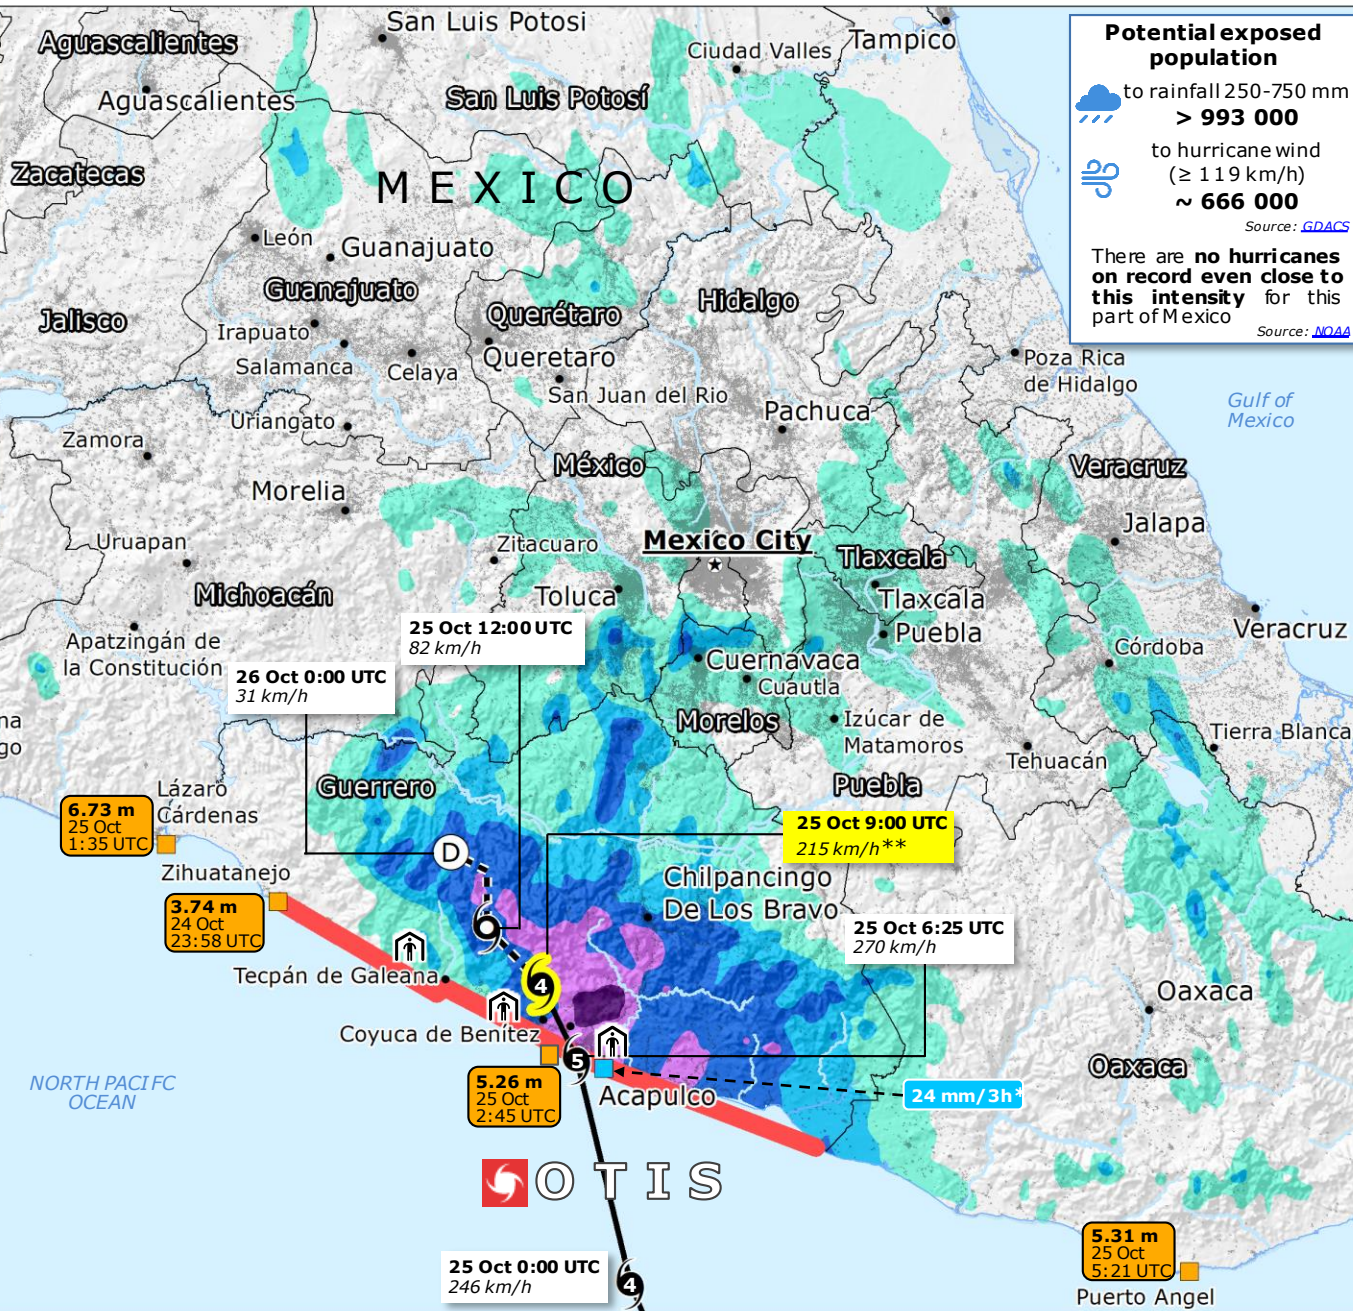 San Luis Potosi
Aguascalientes
Ciudad Valles
Tampico
Aguascalientes
San Luis Potosí
Zacatecas
MEXICO
León
Guanajuato
Guanajuato
Jalisco
Querétaro
Hidalgo
Irapuato
Salamanca
Celaya
Queretaro
San Juan del Rio
Poza Rica
de Hidalgo
Pachuca
Uriangato
Zamora
México
Veracruz
Gulf of
Mexico
Morelia
Jalapa
Uruapan
Zitacuaro
Mexico City
Tlaxcala
Michoacán
Toluca
Tlaxcala
Puebla
Veracruz
Apatzingán de
la Constitución
Córdoba
Cuernavaca
Cuautla
Morelos
Izúcar de
Matamoros
Tierra Blanca
Tehuacán
Puebla
na
go
Guerrero
Lázaro
Cárdenas
Zihuatanejo
Chilpancingo
De Los Bravo
Tecpán de Galeana
Coyuca de Benítez
Acapulco
Oaxaca
Oaxaca
NORTH PACIFIC
OCEAN
OTIS
Puerto Angel
Potential exposed
population
to rainfall 250-750 mm
> 993 000
to hurricane wind
(≥ 119 km/h)
~ 666 000
Source: GDACS
There are no hurricanes
on record even close to
this intensity for this
part of Mexico
Source: NOAA
25 Oct 12:00 UTC
82 km/h
26 Oct 0:00 UTC
31 km/h
25 Oct 9:00 UTC
215 km/h**
25 Oct 6:25 UTC
270 km/h
25 Oct 0:00 UTC
246 km/h
6.73 m
25 Oct
1:35 UTC
3.74 m
24 Oct
23:58 UTC
5.26 m
25 Oct
2:45 UTC
5.31 m
25 Oct
5:21 UTC
24 mm/3h*
D
4
5
4